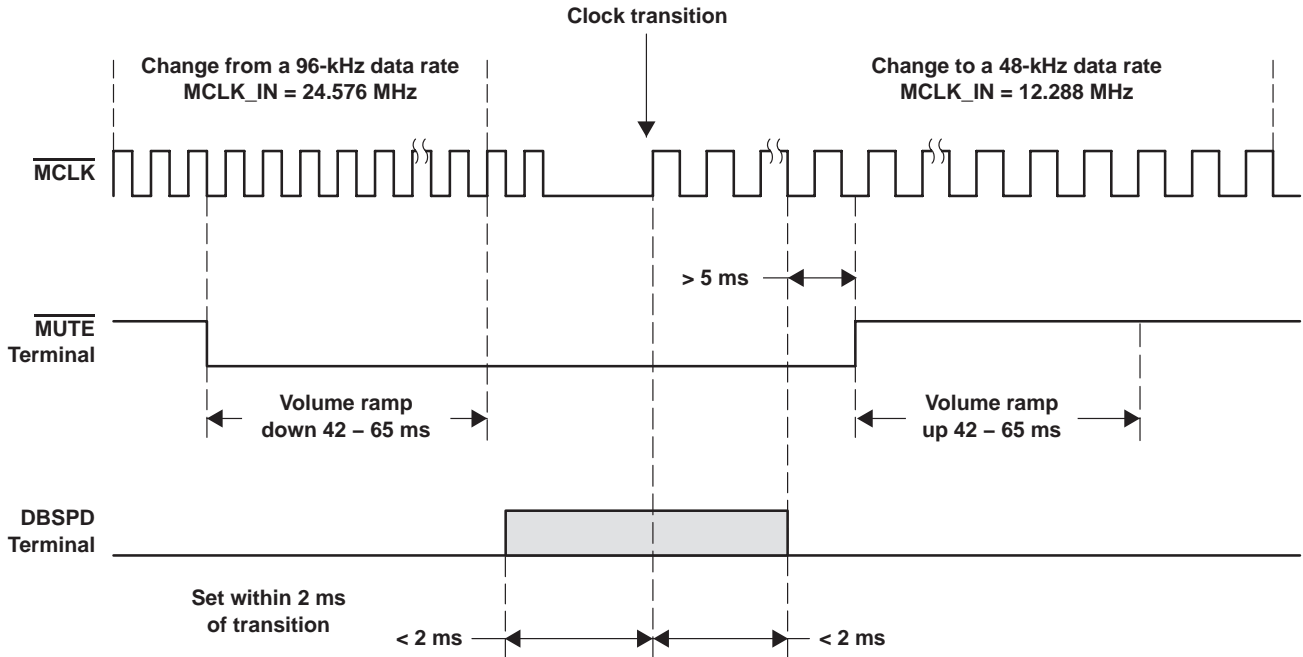 Clock transition
Change from a 96-kHz data rate
MCLK_IN = 24.576 MHz
Change to a 48-kHz data rate
MCLK_IN = 12.288 MHz
MCLK
> 5 ms
MUTE
Terminal
Volume ramp
down 42 – 65 ms
Volume ramp
up 42 – 65 ms
DBSPD
Terminal
Set within 2 ms
of transition
< 2 ms
< 2 ms